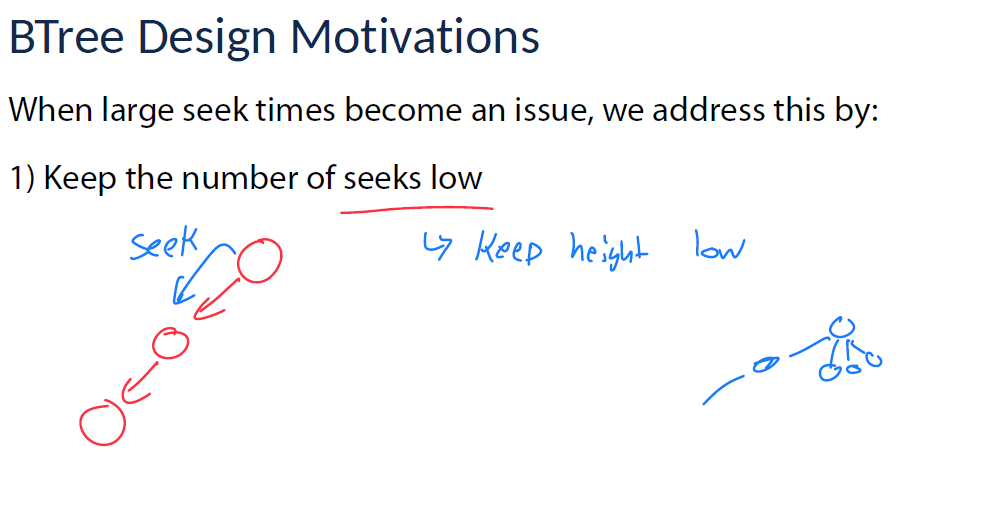 BTree Design Motivations
When large seek times become an issue, we address this by:
1) Keep the number of seeks low
seek
↳ Keep height low